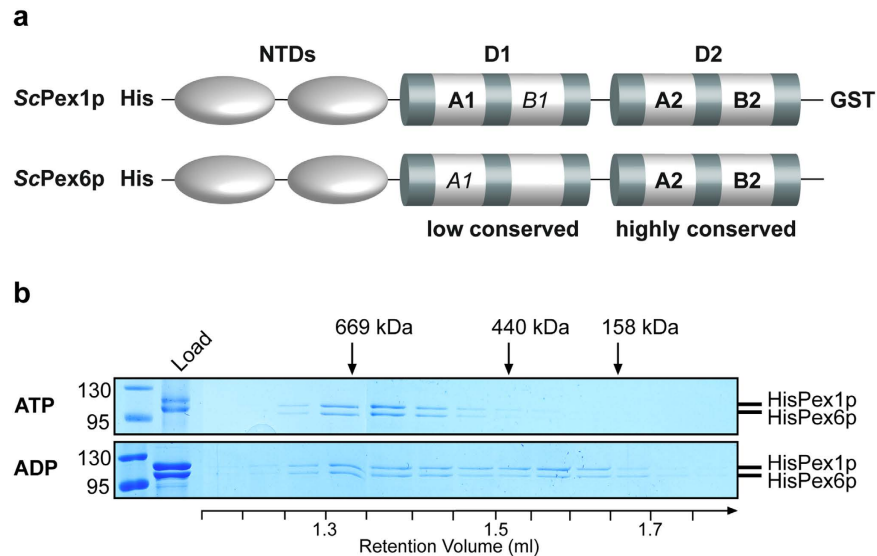 a
NTDs D1 D2
ScPex1p His A1 B1 A2 B2 GST
ScPex6p His A1 A2 B2
low conserved highly conserved
b
Load 669 kDa 440 kDa 158 kDa
ATP 130 HisPex1p
95 HisPex6p
ADP 130 HisPex1p
95 HisPex6p
1.3 1.5 1.7
Retention Volume (ml)